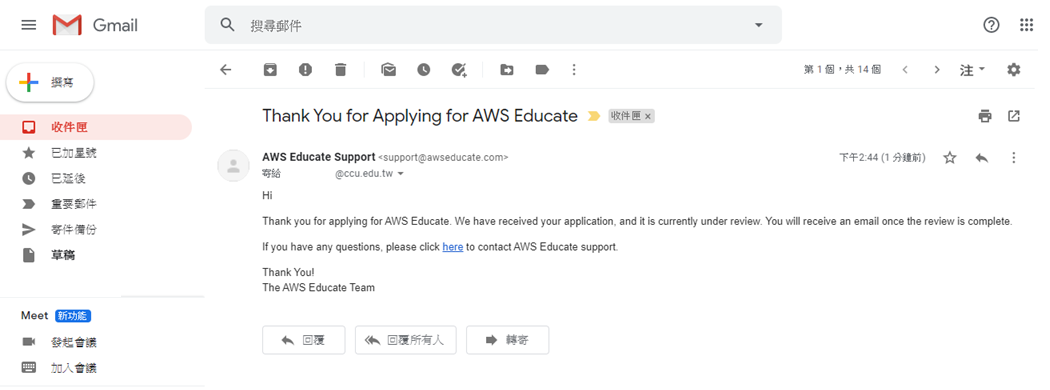 Gmail
搜尋郵件
撰寫
第 1 個，共 14 個
注
收件匣
已加星號
已延後
重要郵件
寄件備份
草稿
Meet 新功能
發起會議
加入會議
Thank You for Applying for AWS Educate 收件匣 ×
AWS Educate Support <support@awseducate.com>
下午2:44 (1 分鐘前)
寄給 @ccu.edu.tw
Hi
Thank you for applying for AWS Educate. We have received your application, and it is currently under review. You will receive an email once the review is complete.
If you have any questions, please click here to contact AWS Educate support.
Thank You!
The AWS Educate Team
回覆
回覆所有人
轉寄